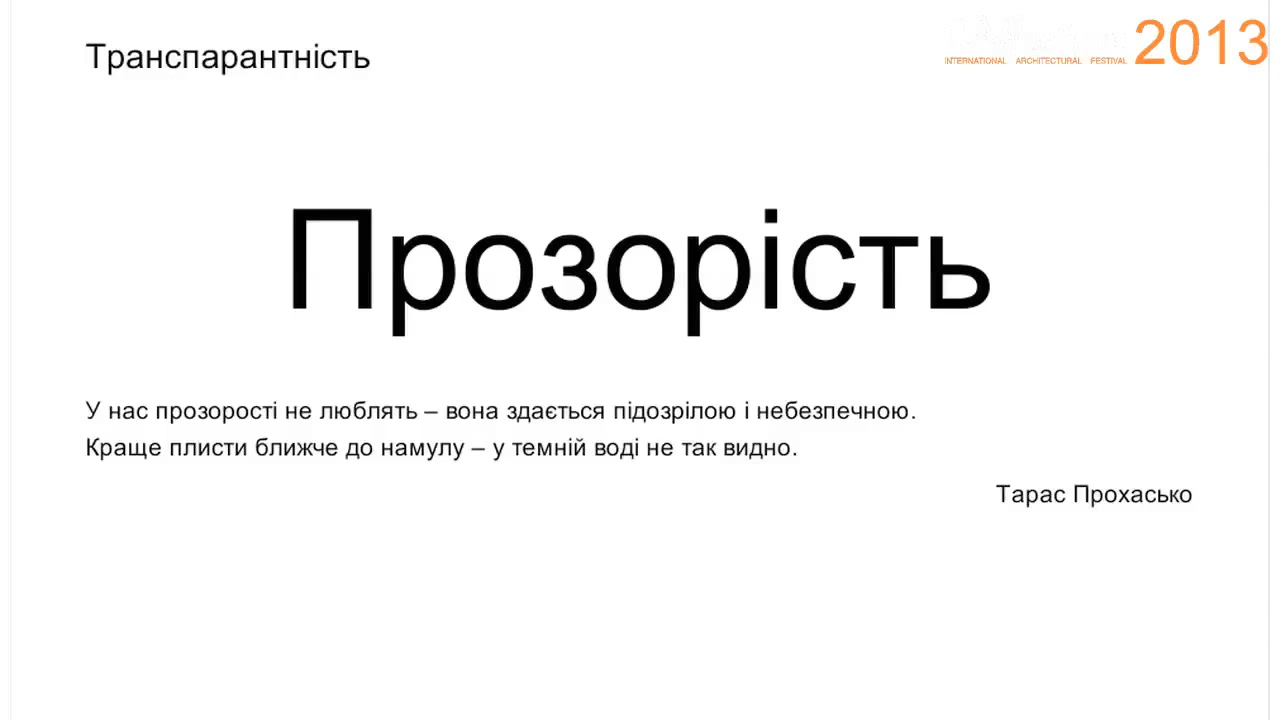 Транспарантність
INTERNATIONAL ARCHITECTURAL FESTIVAL 2013
Прозорість
У нас прозорості не люблять – вона здається підозрілою і небезпечною.
Краще плисти ближче до намулу – у темній воді не так видно.
Тарас Прохасько